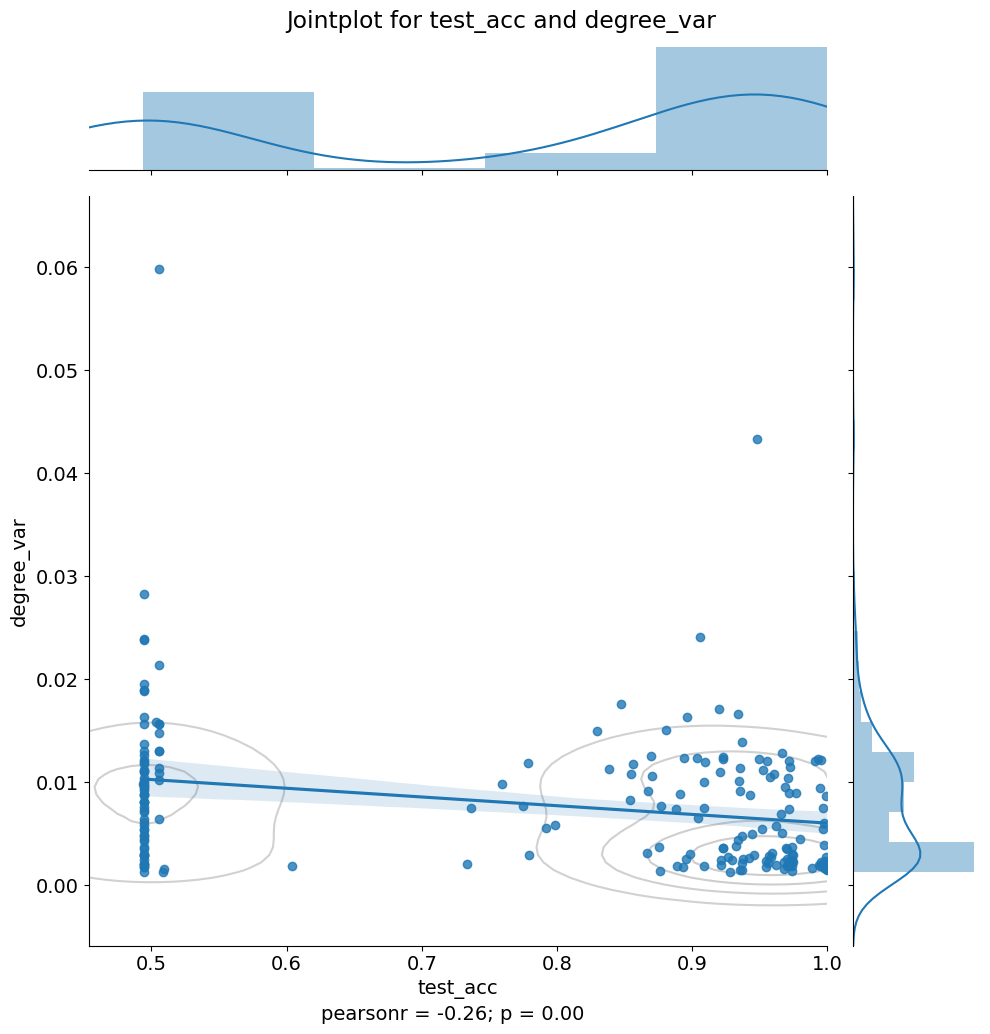 Jointplot for test_acc and degree_var
0.06
0.05
0.04
0.03
0.02
0.01
0.00
degree_var
0.5 0.6 0.7 0.8 0.9 1.0
test_acc
pearsonr = -0.26; p = 0.00